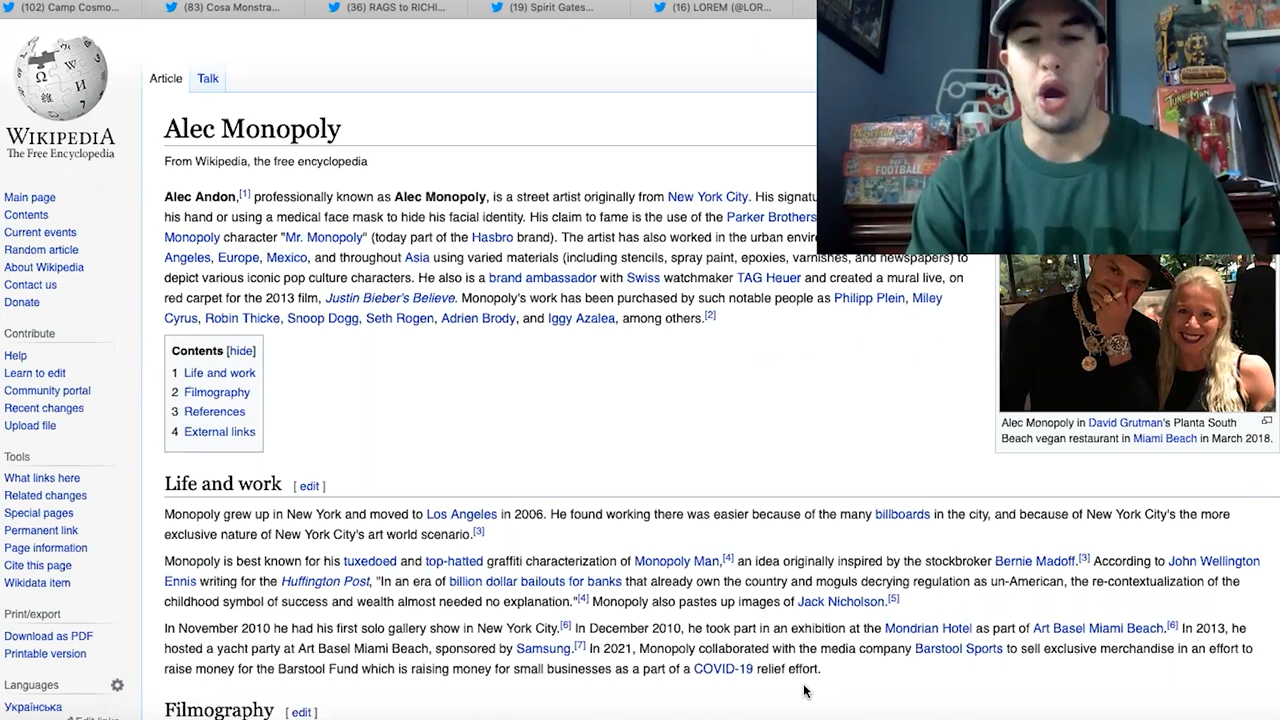 (102) Camp Cosmo...
(83) Cosa Monstra...
(36) RAGS to RICHI...
(19) Spirit Gates...
(16) LOREM (@LOR...
WIKIPEDIA
The Free Encyclopedia
Main page
Contents
Current events
Random article
About Wikipedia
Contact us
Donate
Contribute
Help
Learn to edit
Community portal
Recent changes
Upload file
Tools
What links here
Related changes
Special pages
Permanent link
Page information
Cite this page
Wikidata item
Print/export
Download as PDF
Printable version
Languages
Українська
Edit links
Article Talk
Alec Monopoly
From Wikipedia, the free encyclopedia
Alec Andon,[1] professionally known as Alec Monopoly, is a street artist originally from New York City. His signatu
his hand or using a medical face mask to hide his facial identity. His claim to fame is the use of the Parker Brothers
Monopoly character "Mr. Monopoly" (today part of the Hasbro brand). The artist has also worked in the urban envir
Angeles, Europe, Mexico, and throughout Asia using varied materials (including stencils, spray paint, epoxies, varnishes, and newspapers) to
depict various iconic pop culture characters. He also is a brand ambassador with Swiss watchmaker TAG Heuer and created a mural live, on
red carpet for the 2013 film, Justin Bieber's Believe. Monopoly's work has been purchased by such notable people as Philipp Plein, Miley
Cyrus, Robin Thicke, Snoop Dogg, Seth Rogen, Adrien Brody, and Iggy Azalea, among others.[2]
Contents [hide]
1 Life and work
2 Filmography
3 References
4 External links
Alec Monopoly in David Grutman's Planta South
Beach vegan restaurant in Miami Beach in March 2018.
Life and work [ edit ]
Monopoly grew up in New York and moved to Los Angeles in 2006. He found working there was easier because of the many billboards in the city, and because of New York City's the more
exclusive nature of New York City's art world scenario.[3]
Monopoly is best known for his tuxedoed and top-hatted graffiti characterization of Monopoly Man,[4] an idea originally inspired by the stockbroker Bernie Madoff.[3] According to John Wellington
Ennis writing for the Huffington Post, "In an era of billion dollar bailouts for banks that already own the country and moguls decrying regulation as un-American, the re-contextualization of the
childhood symbol of success and wealth almost needed no explanation."[4] Monopoly also pastes up images of Jack Nicholson.[5]
In November 2010 he had his first solo gallery show in New York City.[6] In December 2010, he took part in an exhibition at the Mondrian Hotel as part of Art Basel Miami Beach.[6] In 2013, he
hosted a yacht party at Art Basel Miami Beach, sponsored by Samsung.[7] In 2021, Monopoly collaborated with the media company Barstool Sports to sell exclusive merchandise in an effort to
raise money for the Barstool Fund which is raising money for small businesses as a part of a COVID-19 relief effort.
Filmography [ edit ]
TURBO MAN
NFL
FOOTBALL